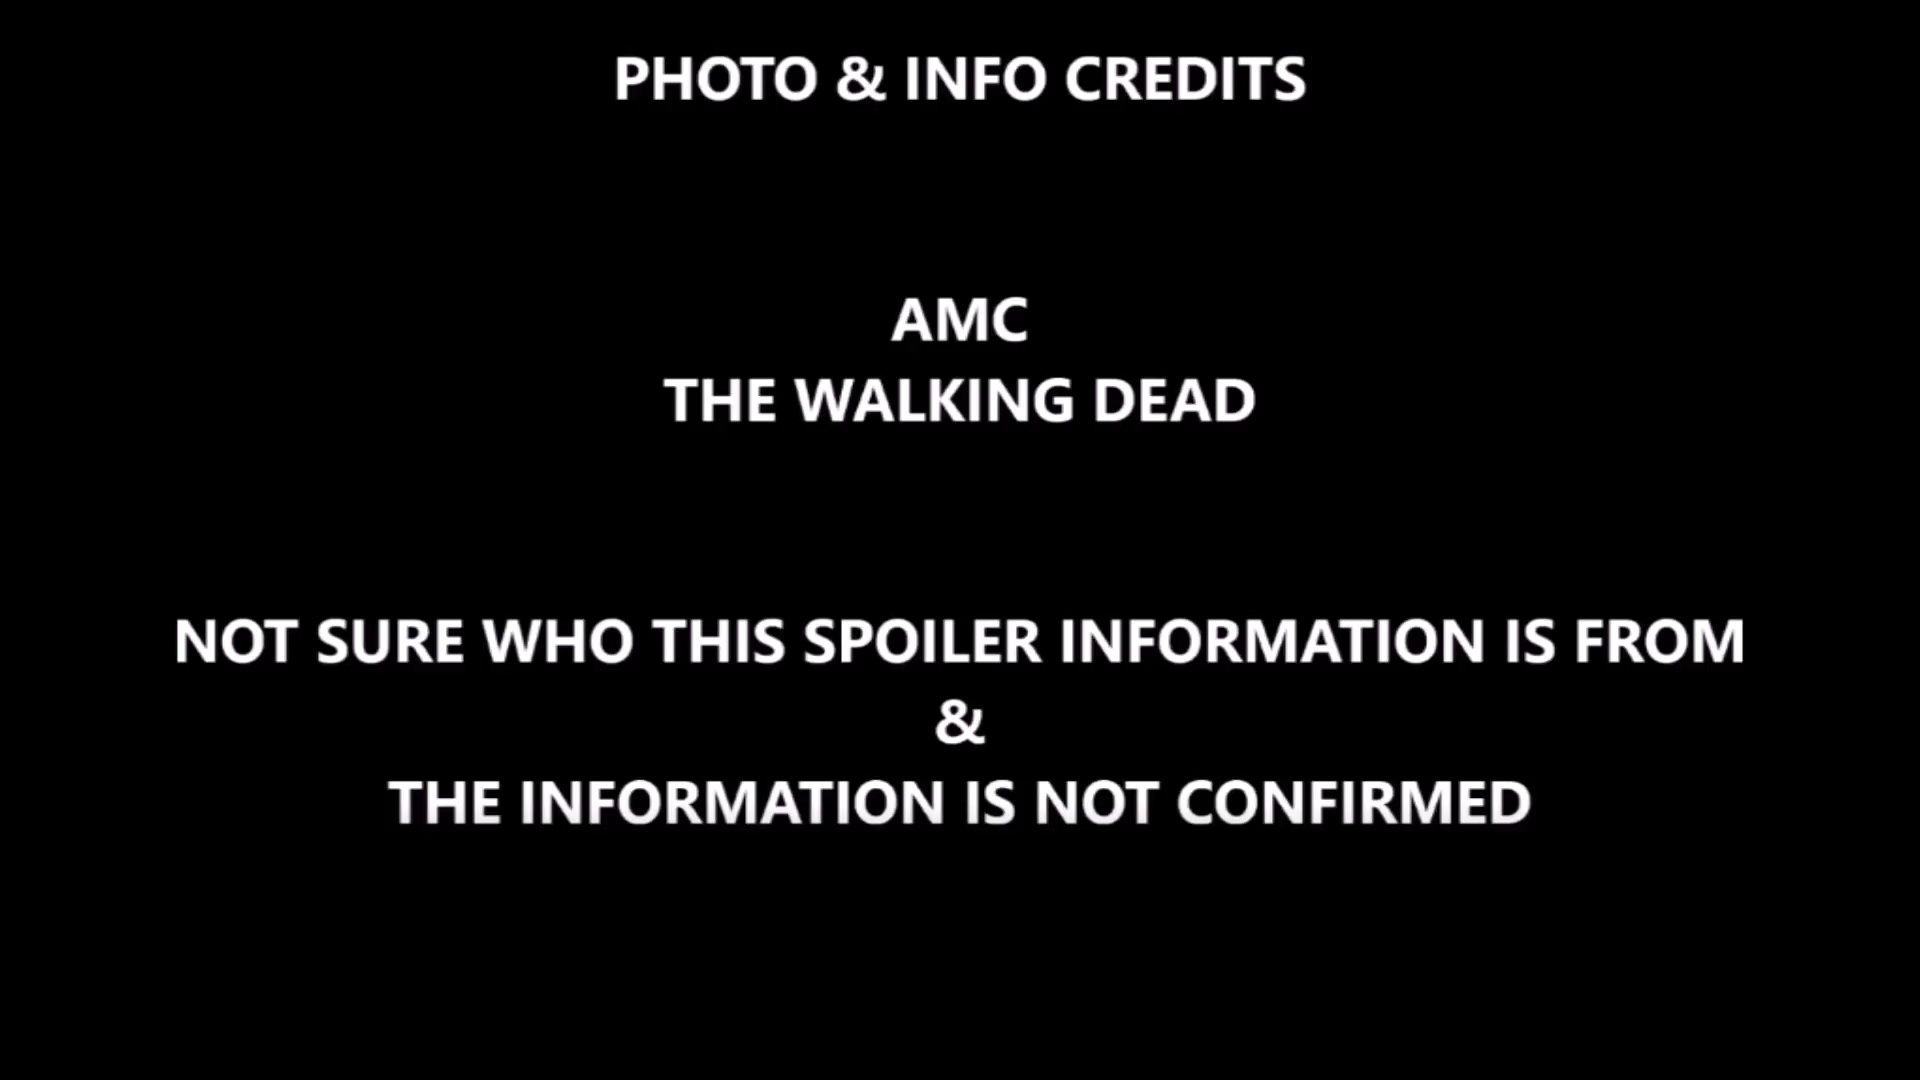 PHOTO & INFO CREDITS
AMC
THE WALKING DEAD
NOT SURE WHO THIS SPOILER INFORMATION IS FROM
&
THE INFORMATION IS NOT CONFIRMED